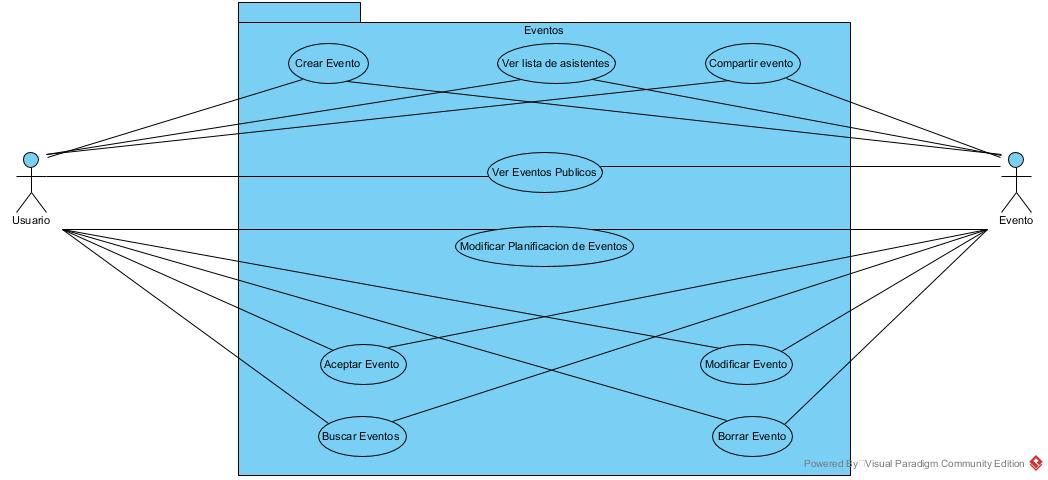 Eventos
Crear Evento
Ver lista de asistentes
Compartir evento
Ver Eventos Publicos
Usuario
Evento
Modificar Planificacion de Eventos
Aceptar Evento
Modificar Evento
Buscar Eventos
Borrar Evento
Powered By Visual Paradigm Community Edition